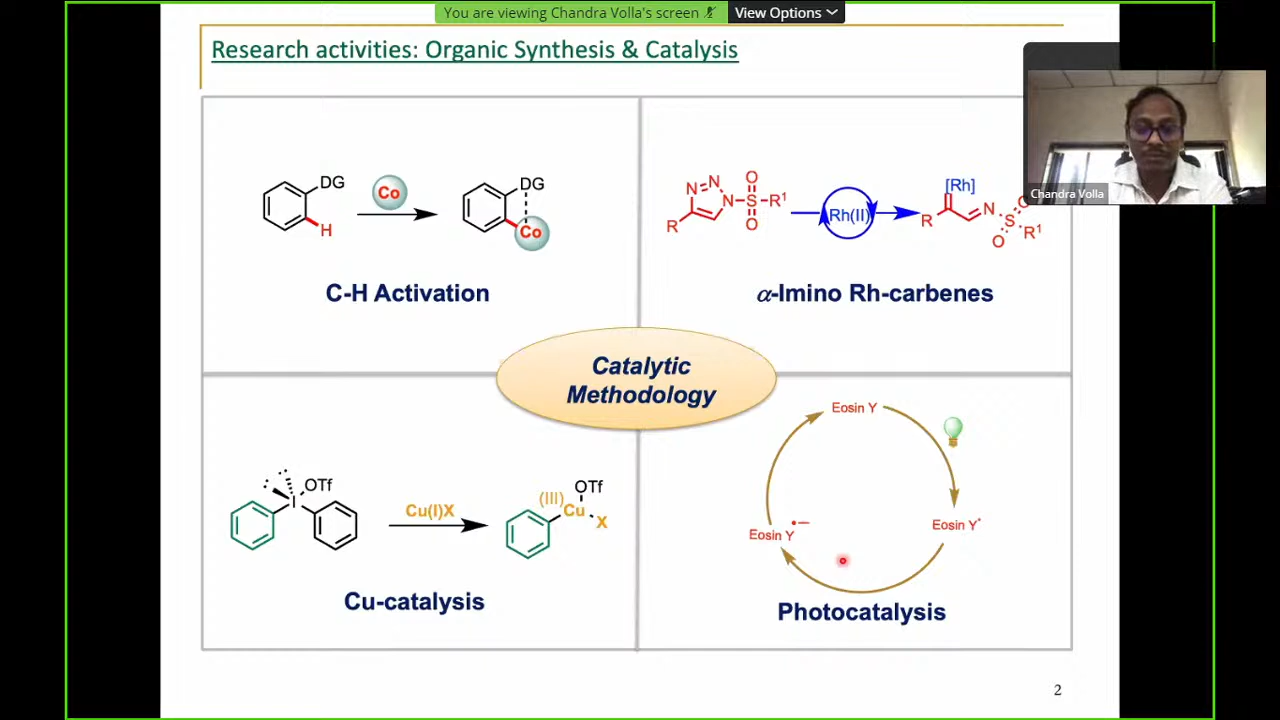 You are viewing Chandra Volla's screen
View Options
Research activities: Organic Synthesis & Catalysis
Chandra Volla
DG
H
Co
DG
Co
C-H Activation
N
N
N
O
S
O
R¹
R
Rh(II)
[Rh]
R
N
O
S
O
R¹
α-Imino Rh-carbenes
Catalytic
Methodology
I
OTf
Cu(I)X
(III)
OTf
Cu
X
Cu-catalysis
Eosin Y
Eosin Y*
Eosin Y•−
Photocatalysis
2